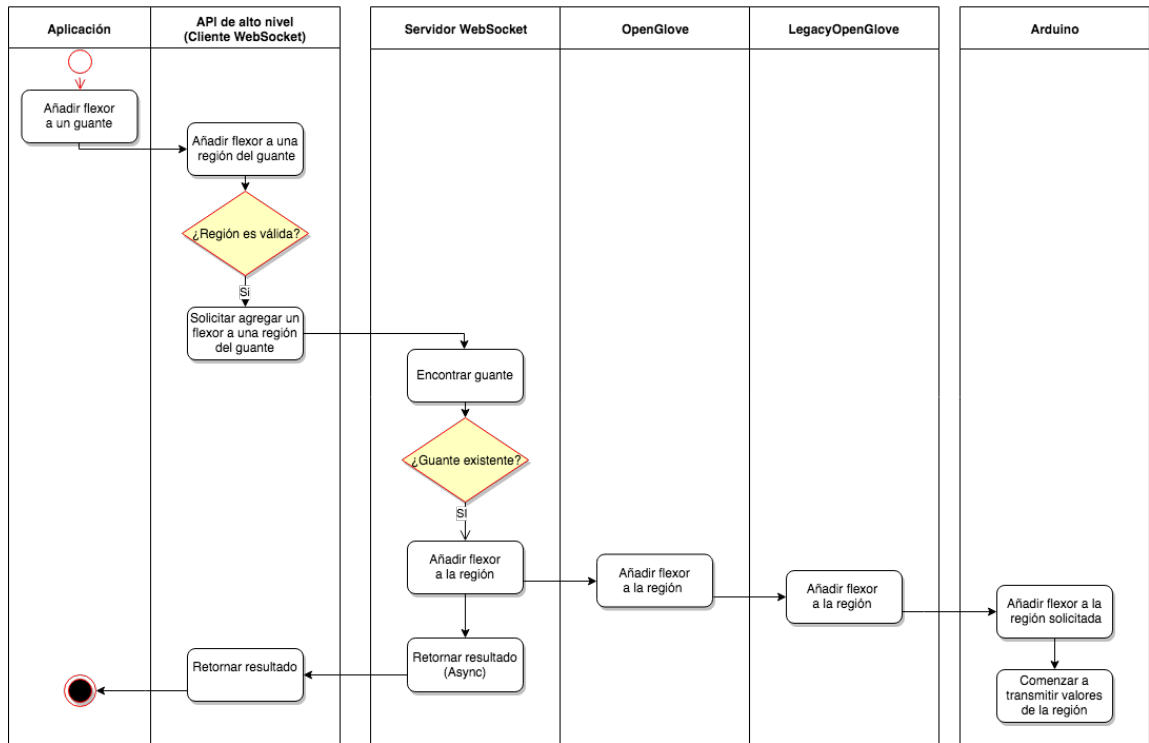 Aplicación
API de alto nivel
(Cliente WebSocket)
Servidor WebSocket
OpenGlove
LegacyOpenGlove
Arduino
Añadir flexor
a un guante
Añadir flexor a una
región del guante
¿Región es válida?
Si
Solicitar agregar un
flexor a una región
del guante
Encontrar guante
¿Guante existente?
SI
Añadir flexor
a la región
Añadir flexor
a la región
Añadir flexor
a la región
Añadir flexor a la
región solicitada
Retornar resultado
Retornar resultado
(Async)
Comenzar a
transmitir valores
de la región